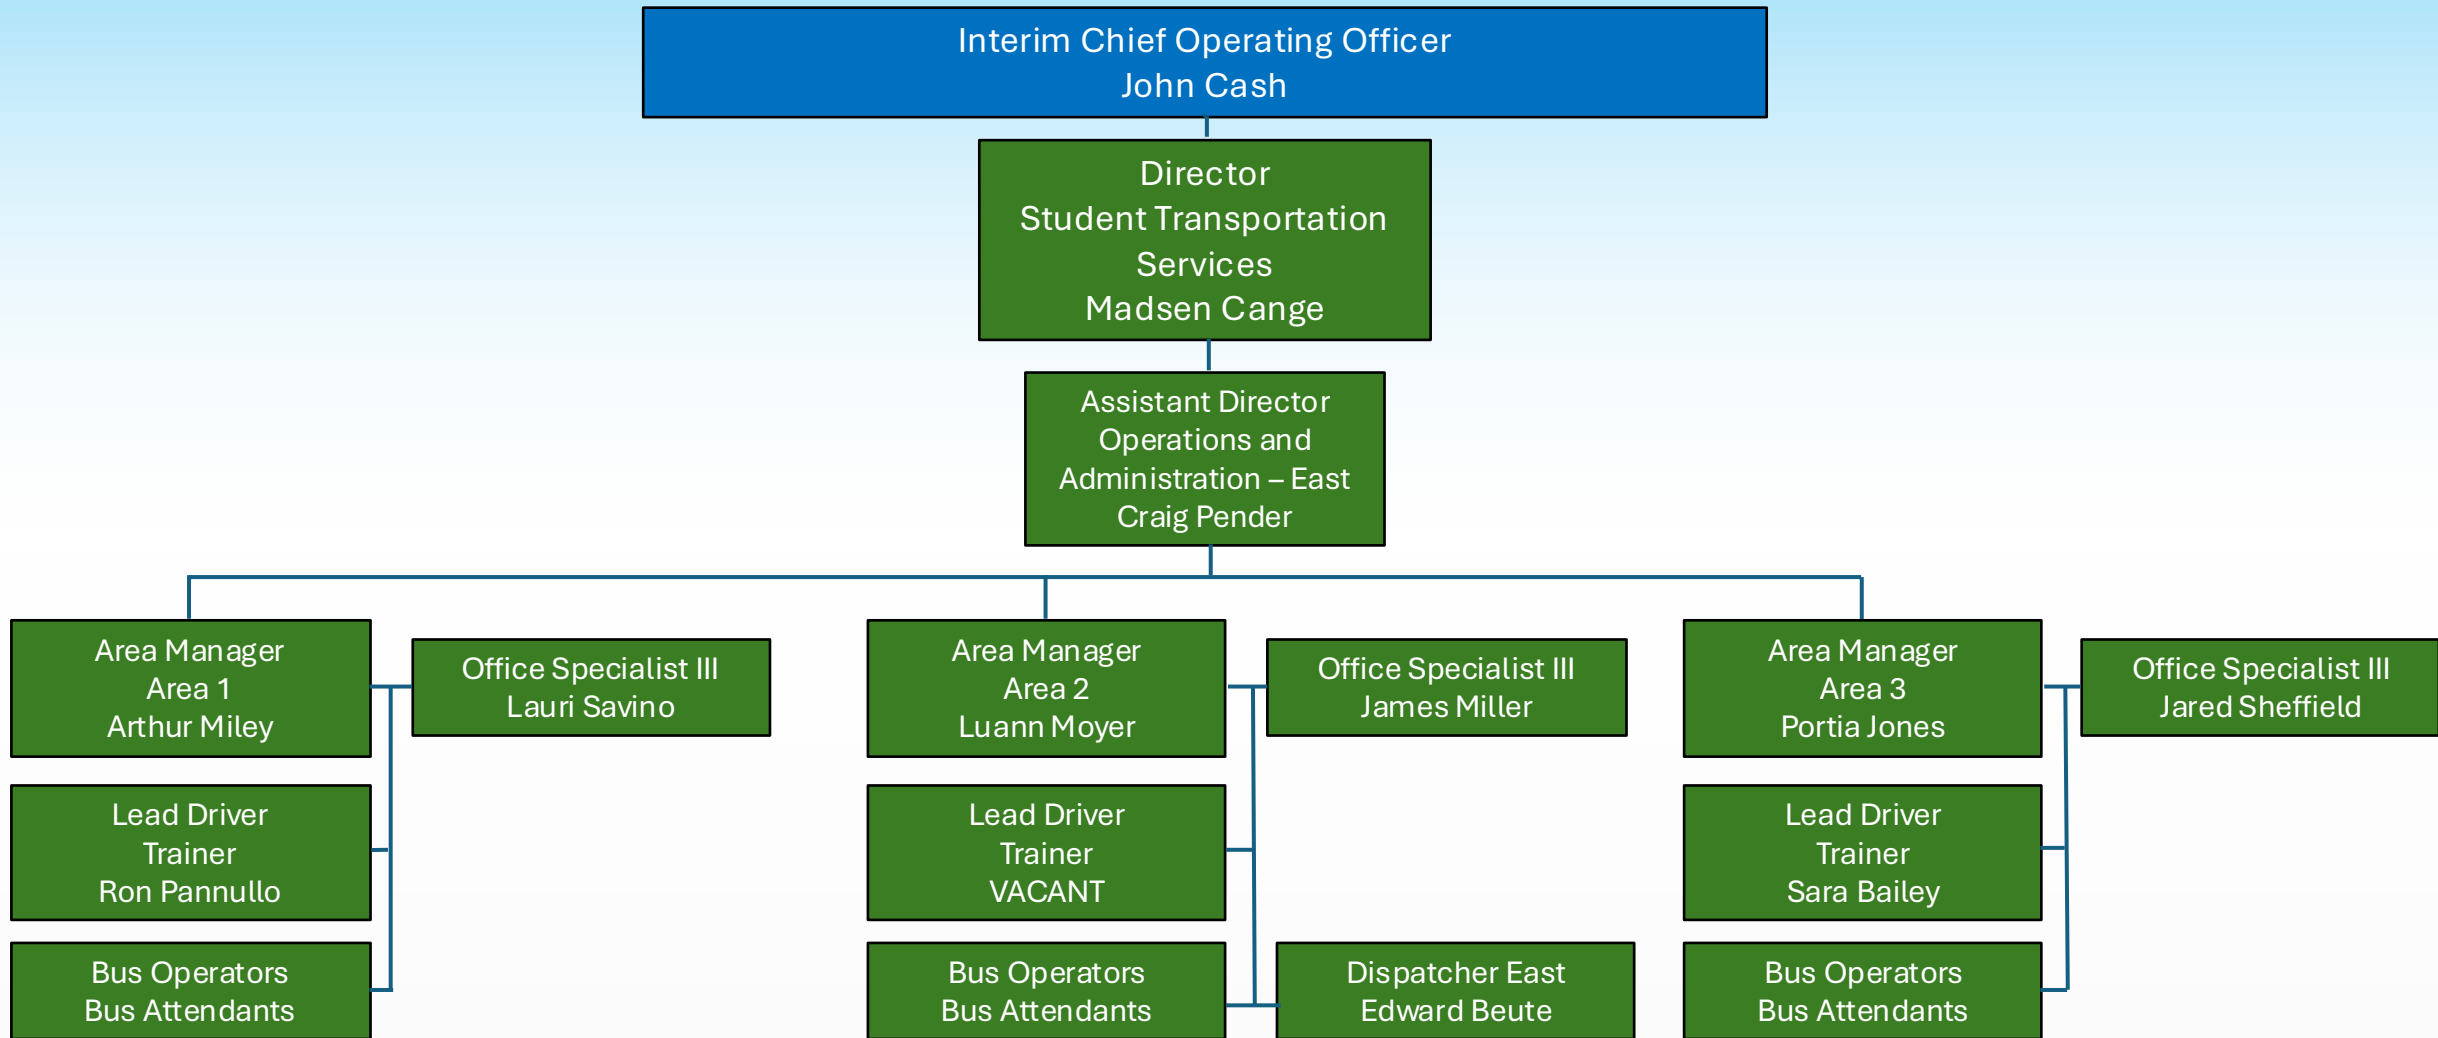 Interim Chief Operating Officer
John Cash
Director
Student Transportation
Services
Madsen Cange
Assistant Director
Operations and
Administration – East
Craig Pender
Area Manager
Area 1
Arthur Miley
Office Specialist III
Lauri Savino
Area Manager
Area 2
Luann Moyer
Office Specialist III
James Miller
Area Manager
Area 3
Portia Jones
Office Specialist III
Jared Sheffield
Lead Driver
Trainer
Ron Pannullo
Lead Driver
Trainer
VACANT
Lead Driver
Trainer
Sara Bailey
Bus Operators
Bus Attendants
Bus Operators
Bus Attendants
Dispatcher East
Edward Beute
Bus Operators
Bus Attendants